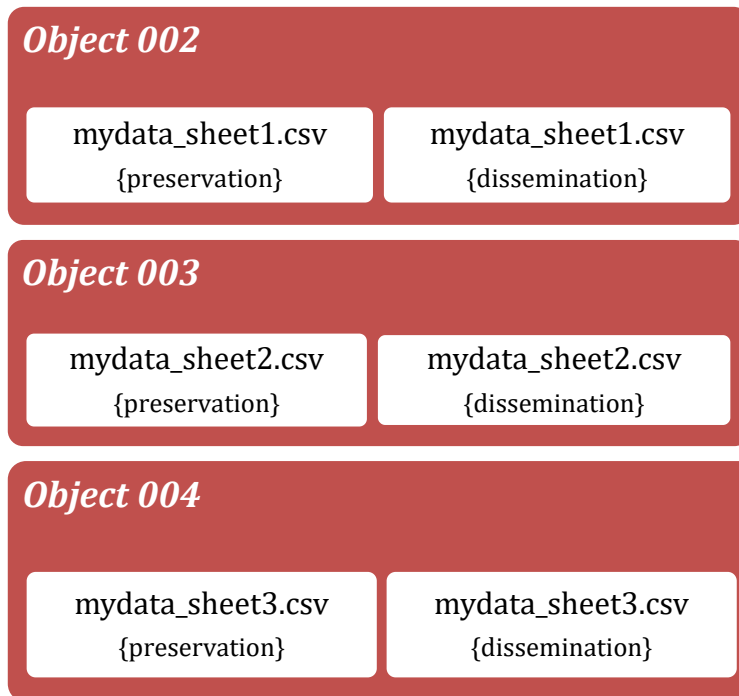 Object 002
mydata_sheet1.csv mydata_sheet1.csv
{preservation} {dissemination}
Object 003
mydata_sheet2.csv mydata_sheet2.csv
{preservation} {dissemination}
Object 004
mydata_sheet3.csv mydata_sheet3.csv
{preservation} {dissemination}